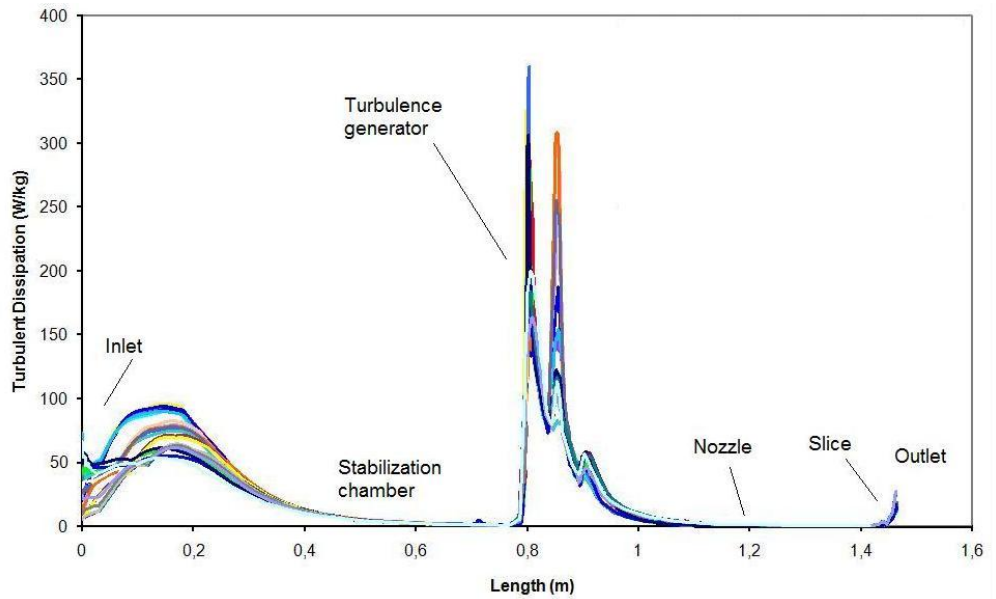 400
350
300
250
200
150
100
50
0
Turbulent Dissipation (W/kg)
Turbulence
generator
Inlet
Stabilization
chamber
Nozzle
Slice
Outlet
0
0,2
0,4
0,6
0,8
1
1,2
1,4
1,6
Length (m)